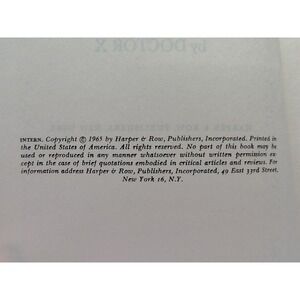 by DOCTOR X
INTERN. Copyright © 1965 by Harper & Row, Publishers, Incorporated. Printed in
the United States of America. All rights reserved. No part of this book may be
used or reproduced in any manner whatsoever without written permission ex-
cept in the case of brief quotations embodied in critical articles and reviews. For
information address Harper & Row, Publishers, Incorporated, 49 East 33rd Street.
New York 16, N.Y.